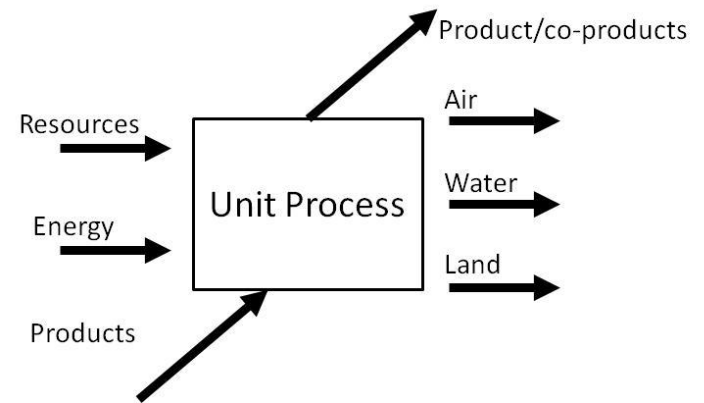 Product/co-products
Air
Resources
Water
Unit Process
Energy
Land
Products